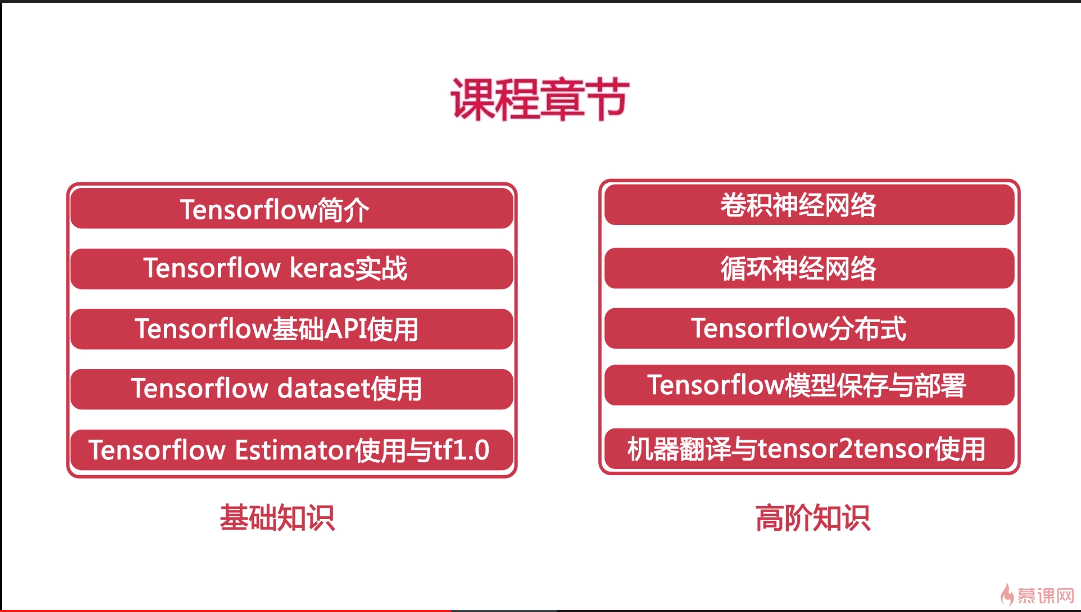 课程章节
Tensorflow简介
Tensorflow keras实战
Tensorflow基础API使用
Tensorflow dataset使用
Tensorflow Estimator使用与tf1.0
基础知识
卷积神经网络
循环神经网络
Tensorflow分布式
Tensorflow模型保存与部署
机器翻译与tensor2tensor使用
高阶知识
慕课网